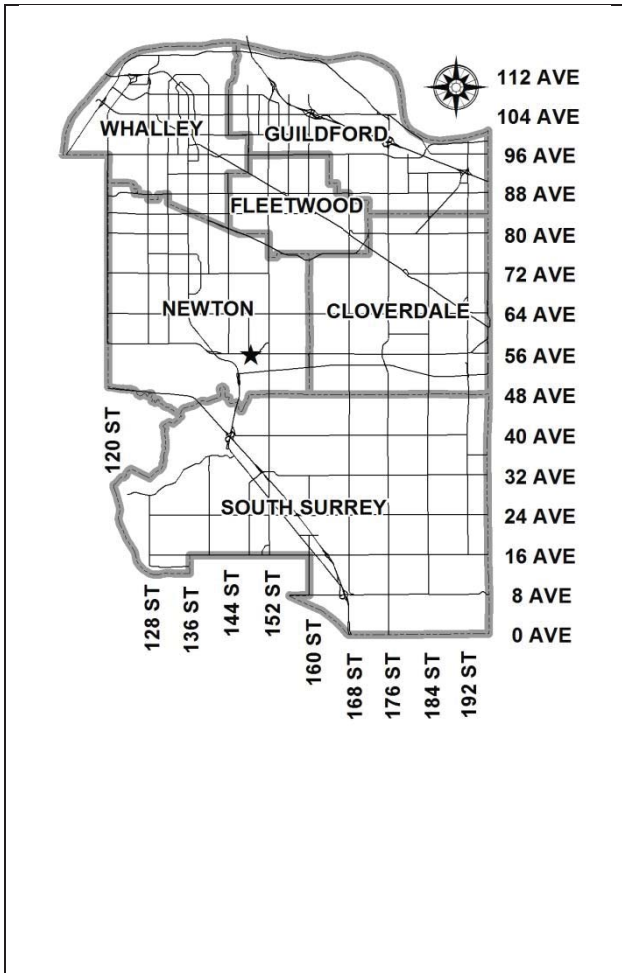 112 AVE
104 AVE
WHALLEY
GUILDFORD
96 AVE
88 AVE
FLEETWOOD
80 AVE
72 AVE
NEWTON
CLOVERDALE
64 AVE
56 AVE
48 AVE
120 ST
40 AVE
32 AVE
SOUTH SURREY
24 AVE
16 AVE
8 AVE
0 AVE
128 ST
136 ST
144 ST
152 ST
160 ST
168 ST
176 ST
184 ST
192 ST